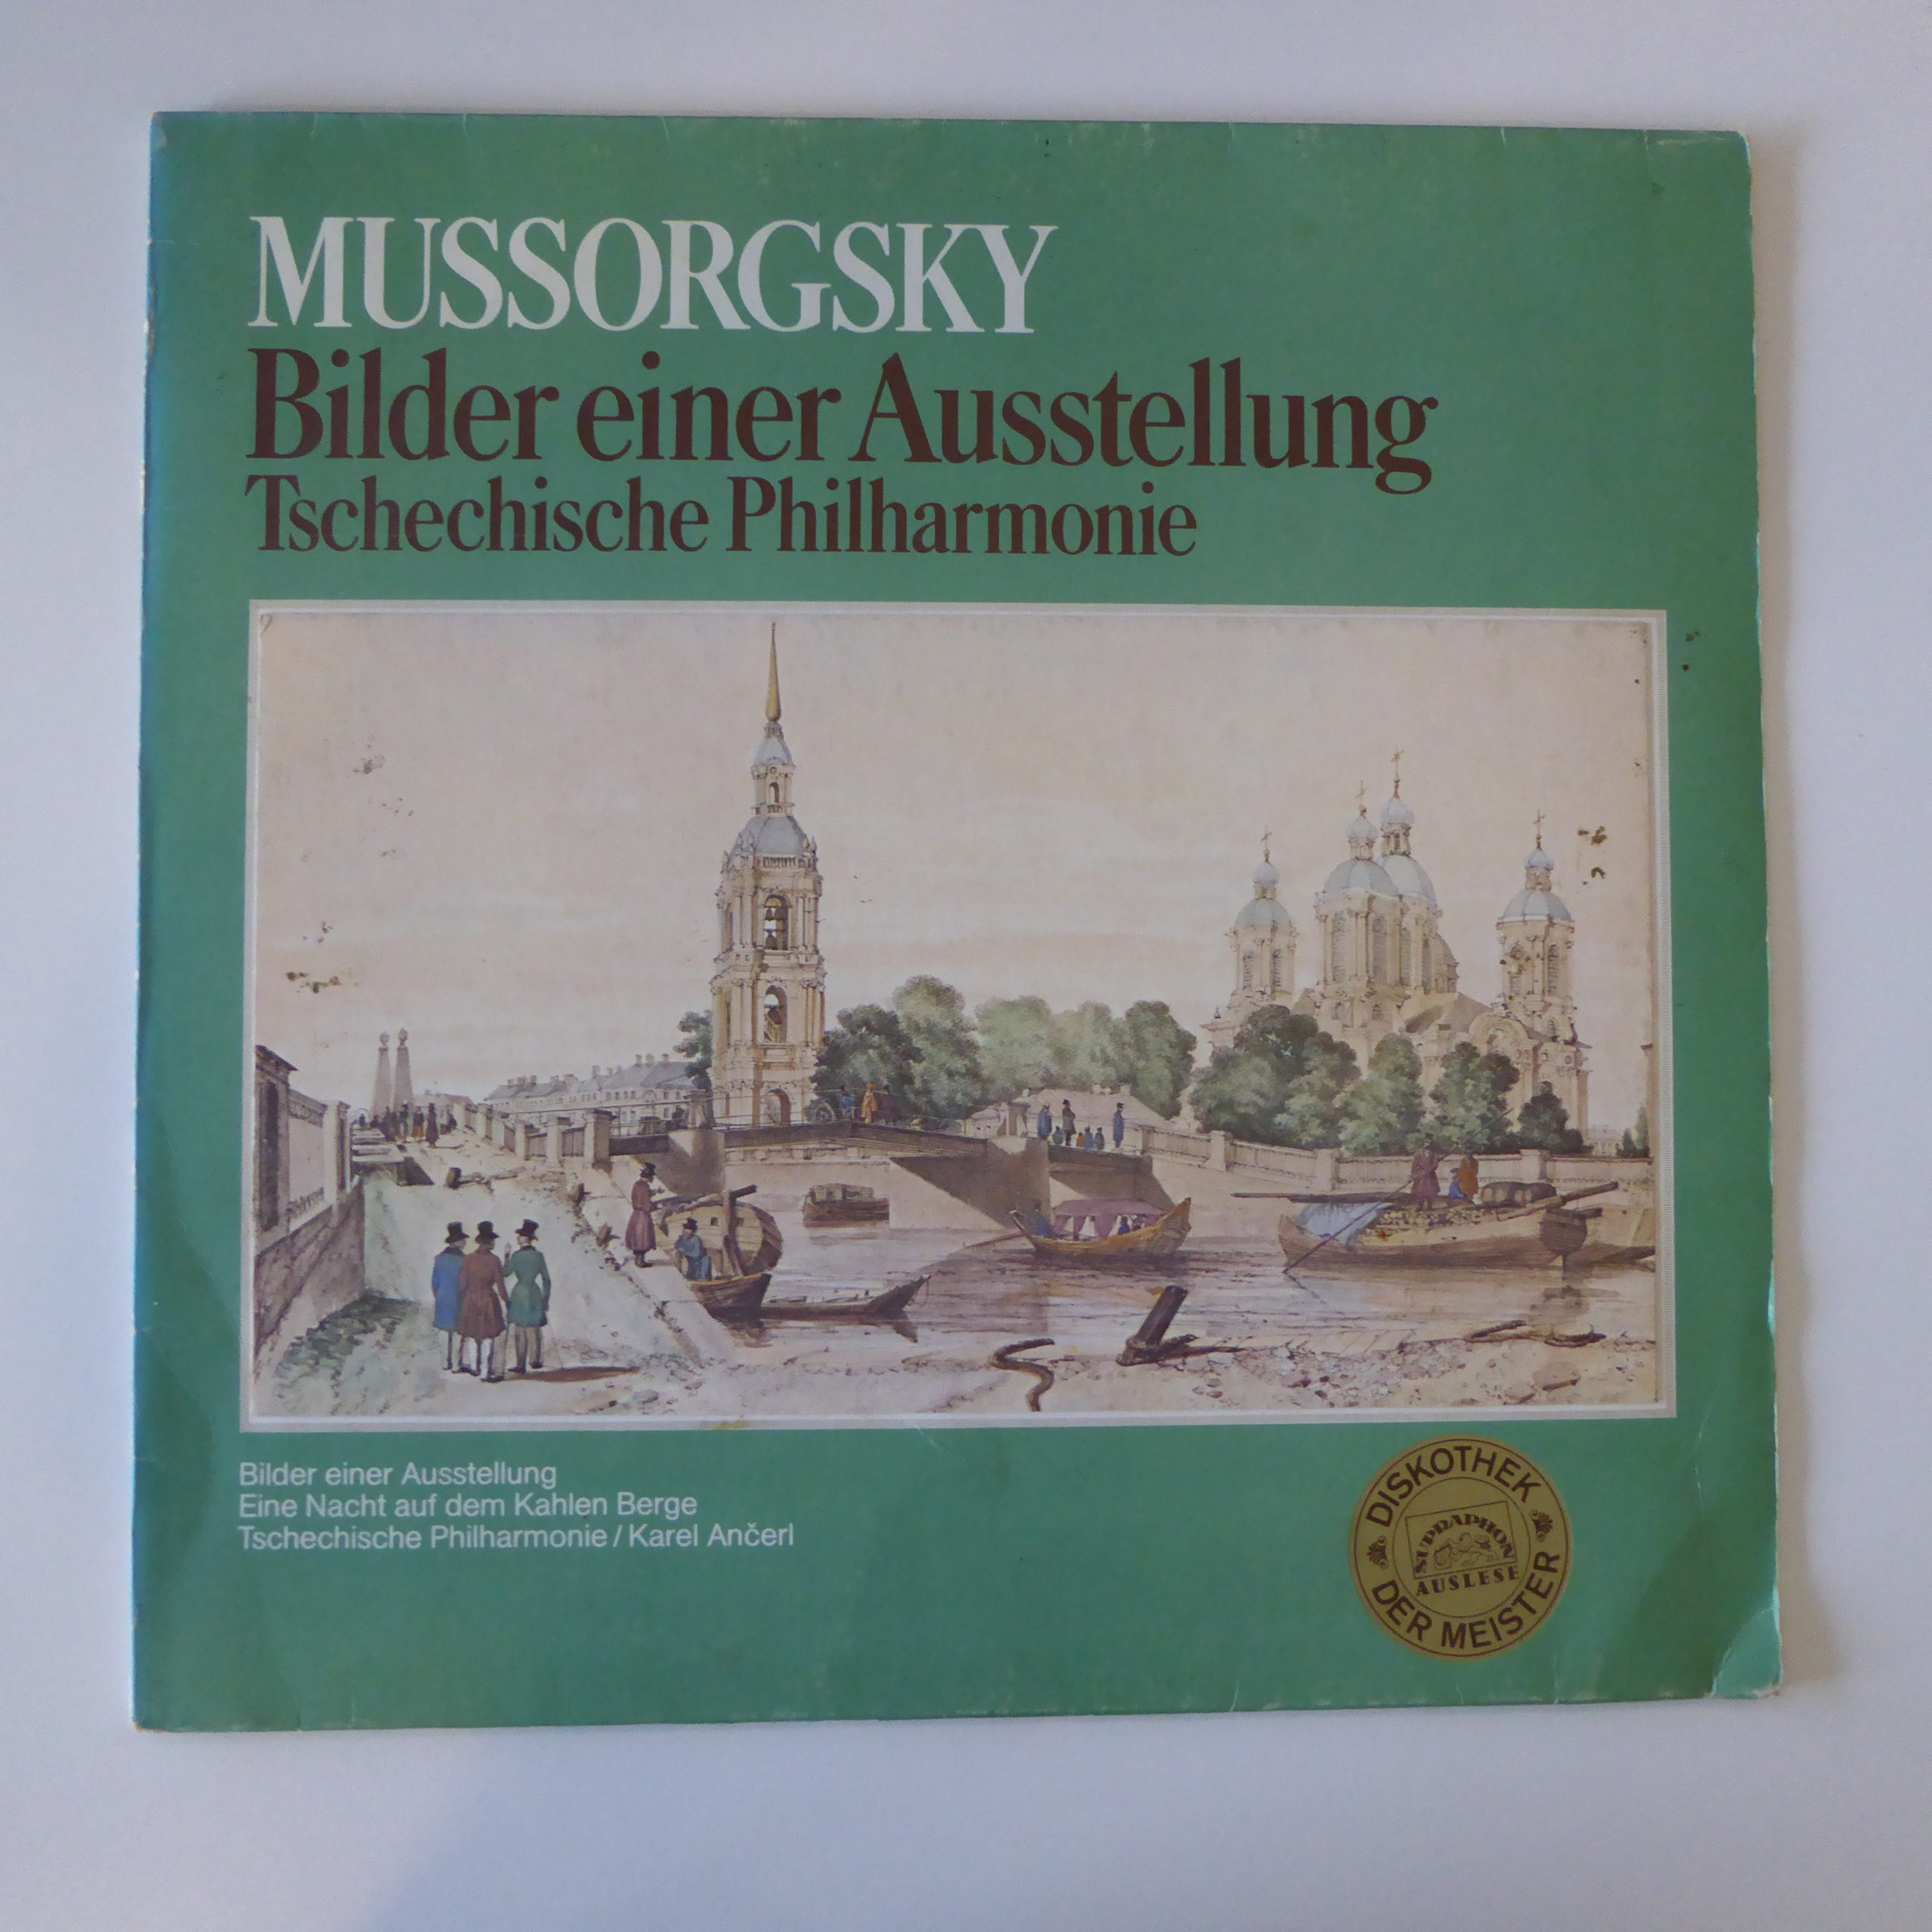 MUSSORGSKY
Bilder einer Ausstellung
Tschechische Philharmonie
Bilder einer Ausstellung
Eine Nacht auf dem Kahlen Berge
Tschechische Philharmonie / Karel Ančerl
DISKOTHEK
SUPRAPHON
AUSLESE
DER MEISTER